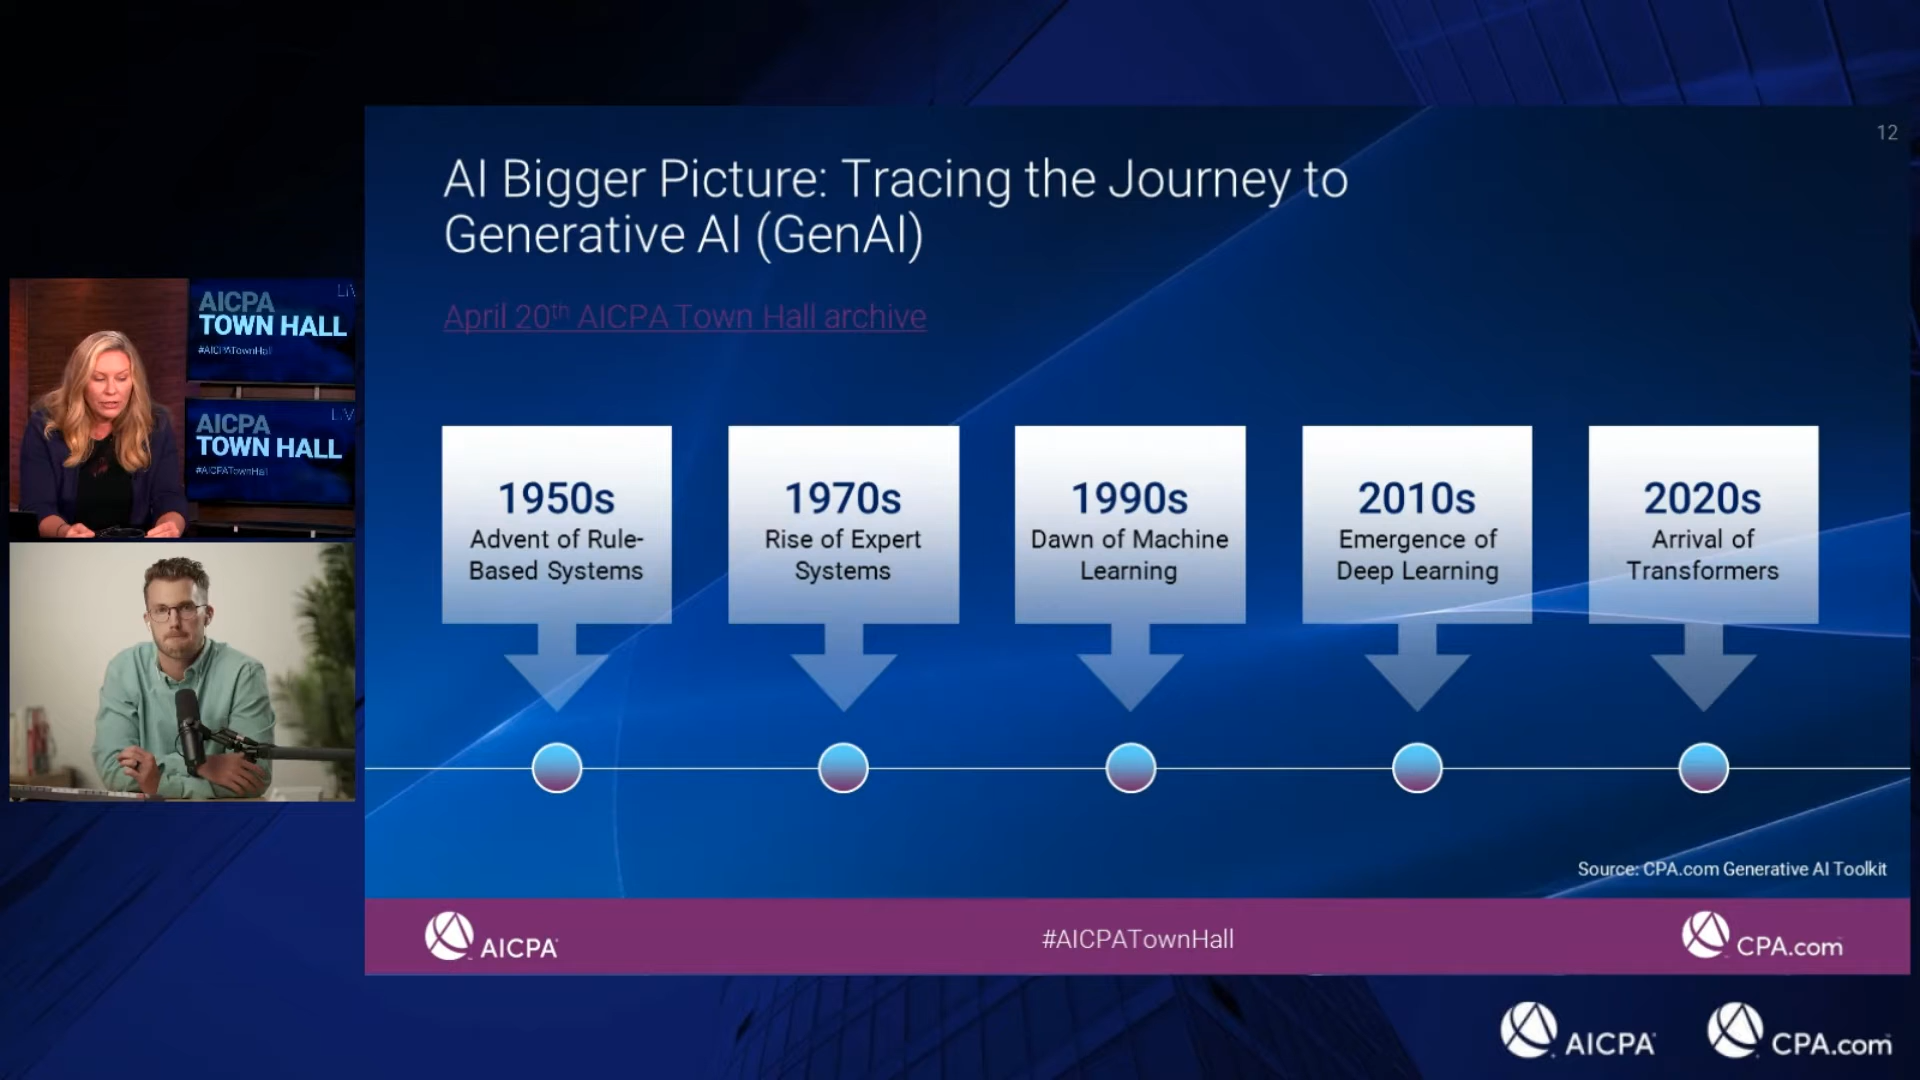 12
AI Bigger Picture: Tracing the Journey to
Generative AI (GenAI)
April 20th AICPA Town Hall archive
AICPA
TOWN HALL
#AICPATownHall
AICPA
TOWN HALL
#AICPATownHall
1950s
Advent of Rule-
Based Systems
1970s
Rise of Expert
Systems
1990s
Dawn of Machine
Learning
2010s
Emergence of
Deep Learning
2020s
Arrival of
Transformers
Source: CPA.com Generative AI Toolkit
AICPA
#AICPATownHall
CPA.com
AICPA
CPA.com